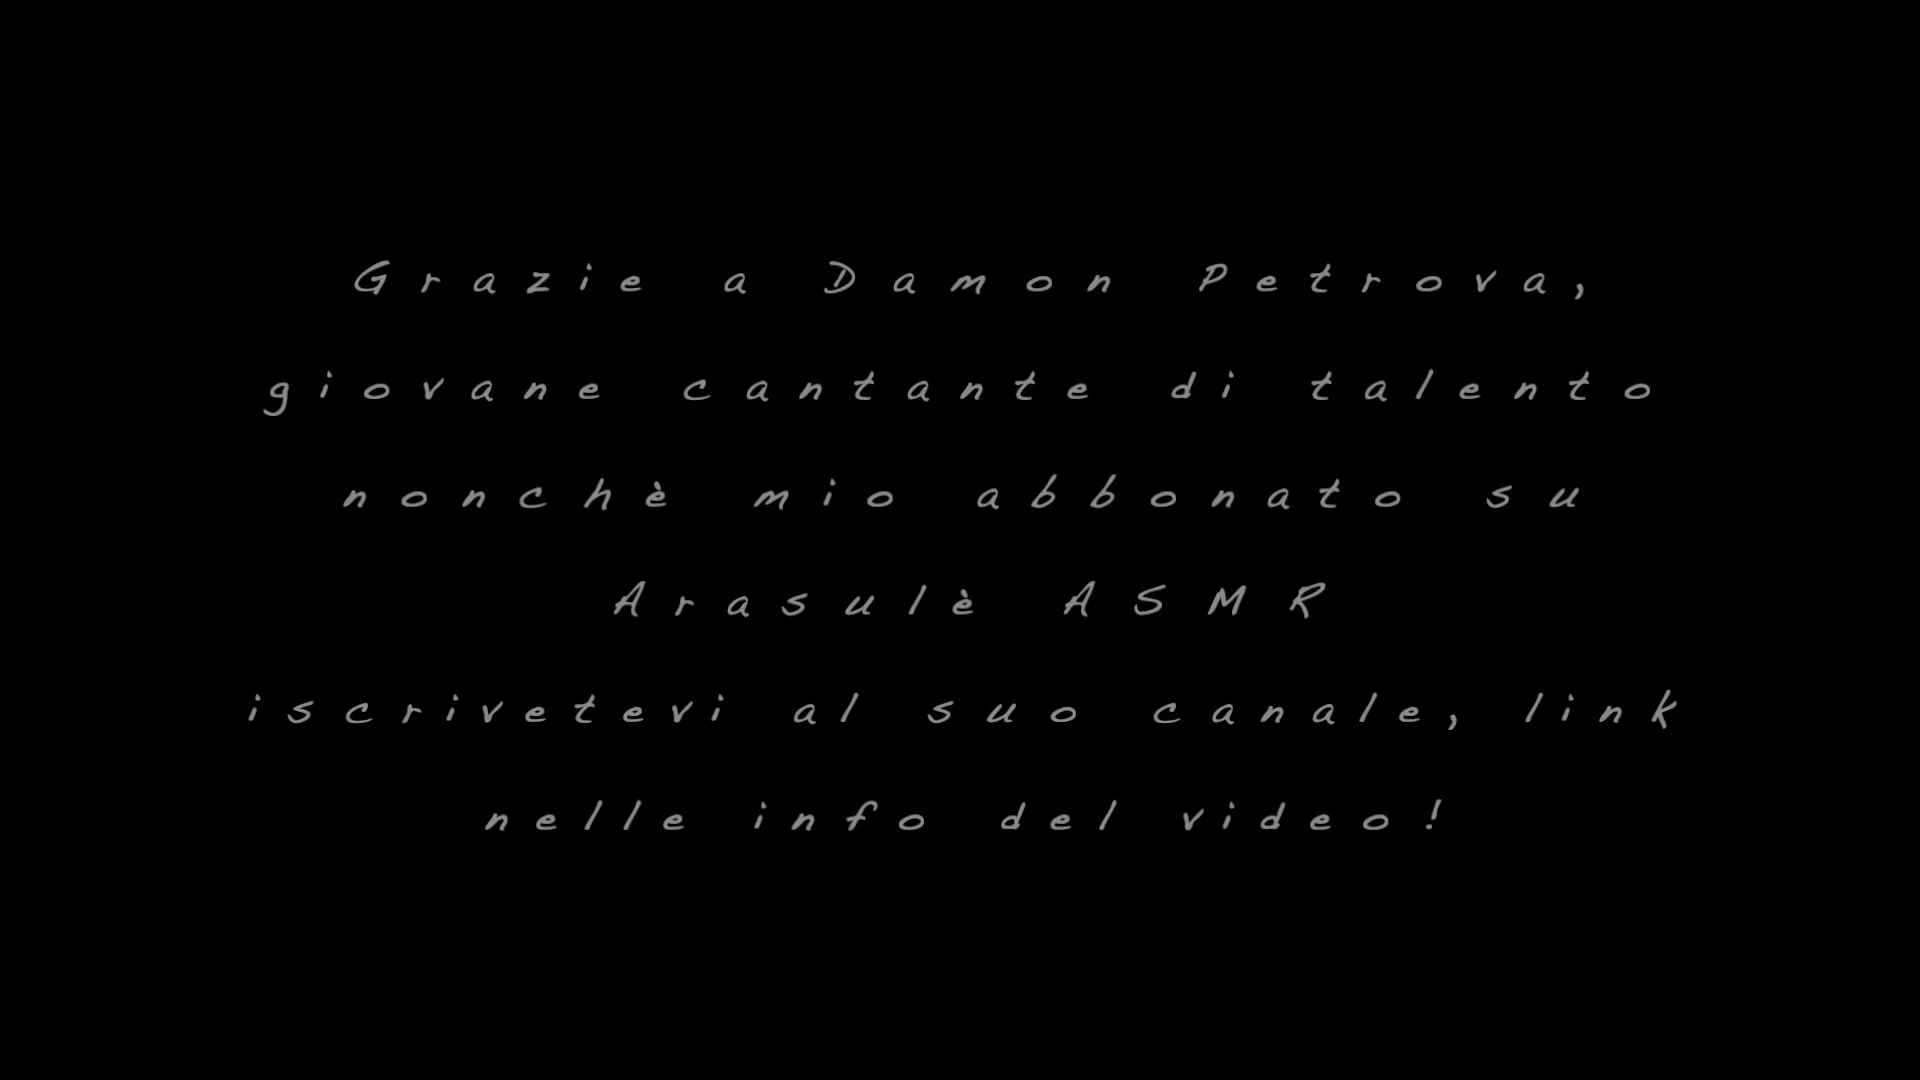 Grazie a Damon Petrova,
giovane cantante di talento
nonchè mio abbonato su
Arasulè ASMR
iscrivetevi al suo canale, link
nelle info del video!